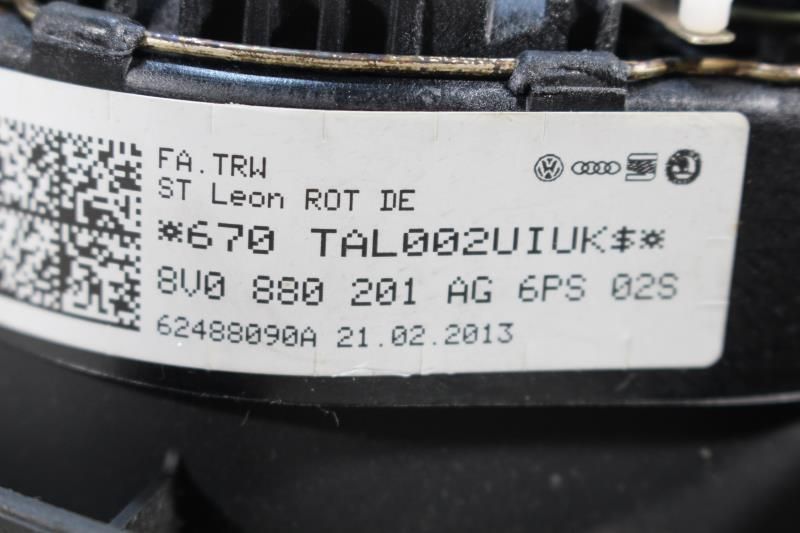 FA.TRW
ST Leon ROT DE
*670 TAL002UIUK$*
8V0 880 201 AG 6PS 02S
62488090A 21.02.2013